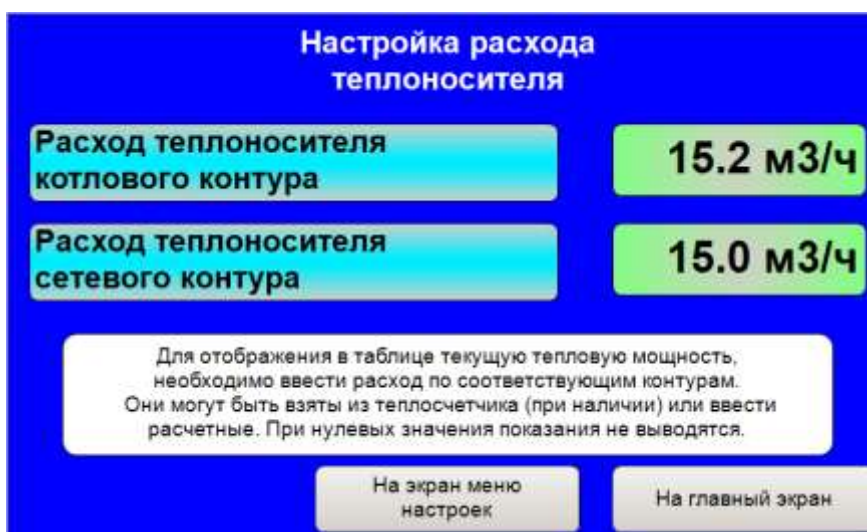 Настройка расхода
теплоносителя
Расход теплоносителя
котлового контура
15.2 м3/ч
Расход теплоносителя
сетевого контура
15.0 м3/ч
Для отображения в таблице текущую тепловую мощность,
необходимо ввести расход по соответствующим контурам.
Они могут быть взяты из теплосчетчика (при наличии) или ввести
расчетные. При нулевых значения показания не выводятся.
На экран меню
настроек
На главный экран